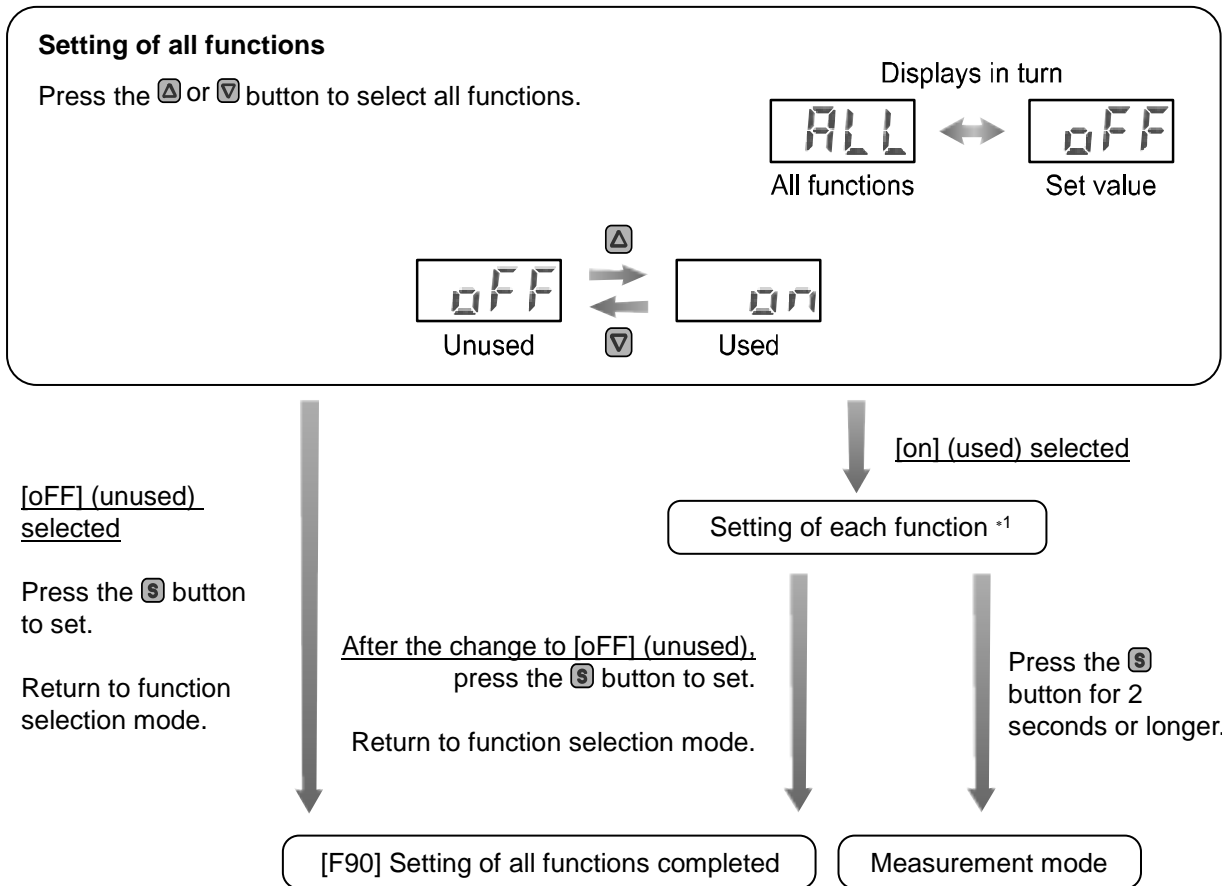 Setting of all functions
Press the △ or ▽ button to select all functions.
Displays in turn
ALL oFF
All functions Set value
△
oFF on
Unused ▽ Used
[on] (used) selected
[oFF] (unused)
selected
Setting of each function *1
Press the S button
to set.
After the change to [oFF] (unused),
press the S button to set.
Press the S
button for 2
seconds or longer.
Return to function
selection mode.
Return to function selection mode.
[F90] Setting of all functions completed
Measurement mode